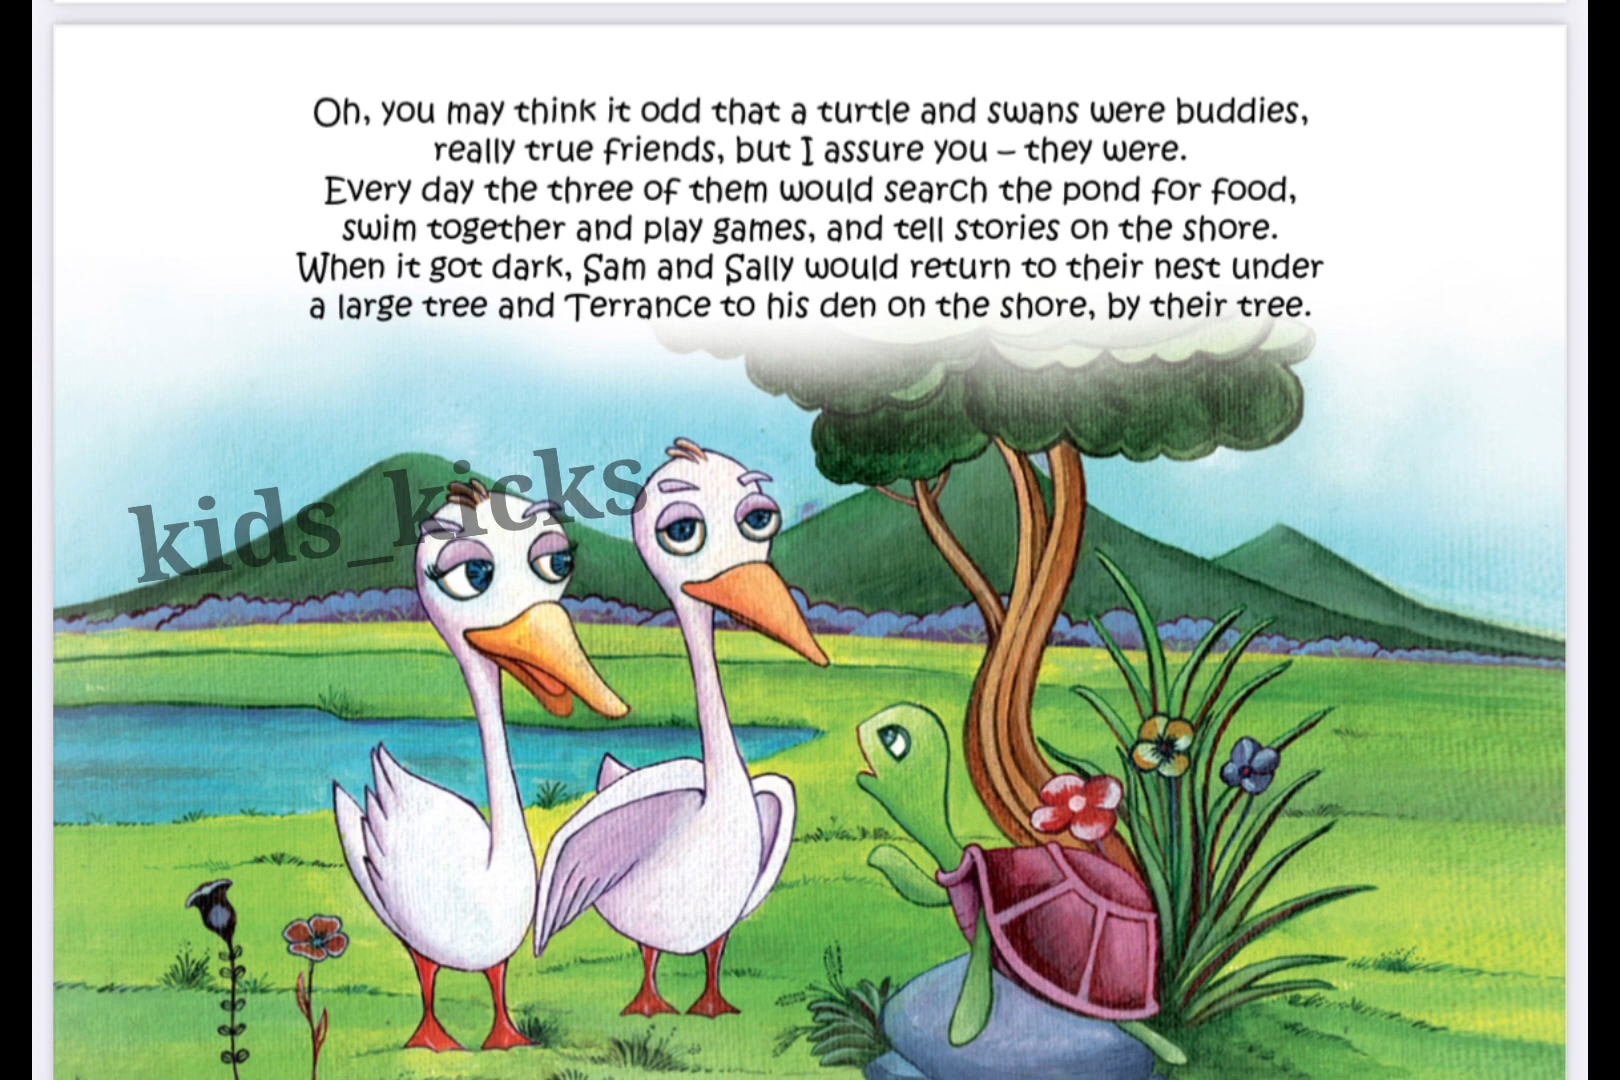 Oh, you may think it odd that a turtle and swans were buddies,
really true friends, but I assure you – they were.
Every day the three of them would search the pond for food,
swim together and play games, and tell stories on the shore.
When it got dark, Sam and Sally would return to their nest under
a large tree and Terrance to his den on the shore, by their tree.
kids_kicks